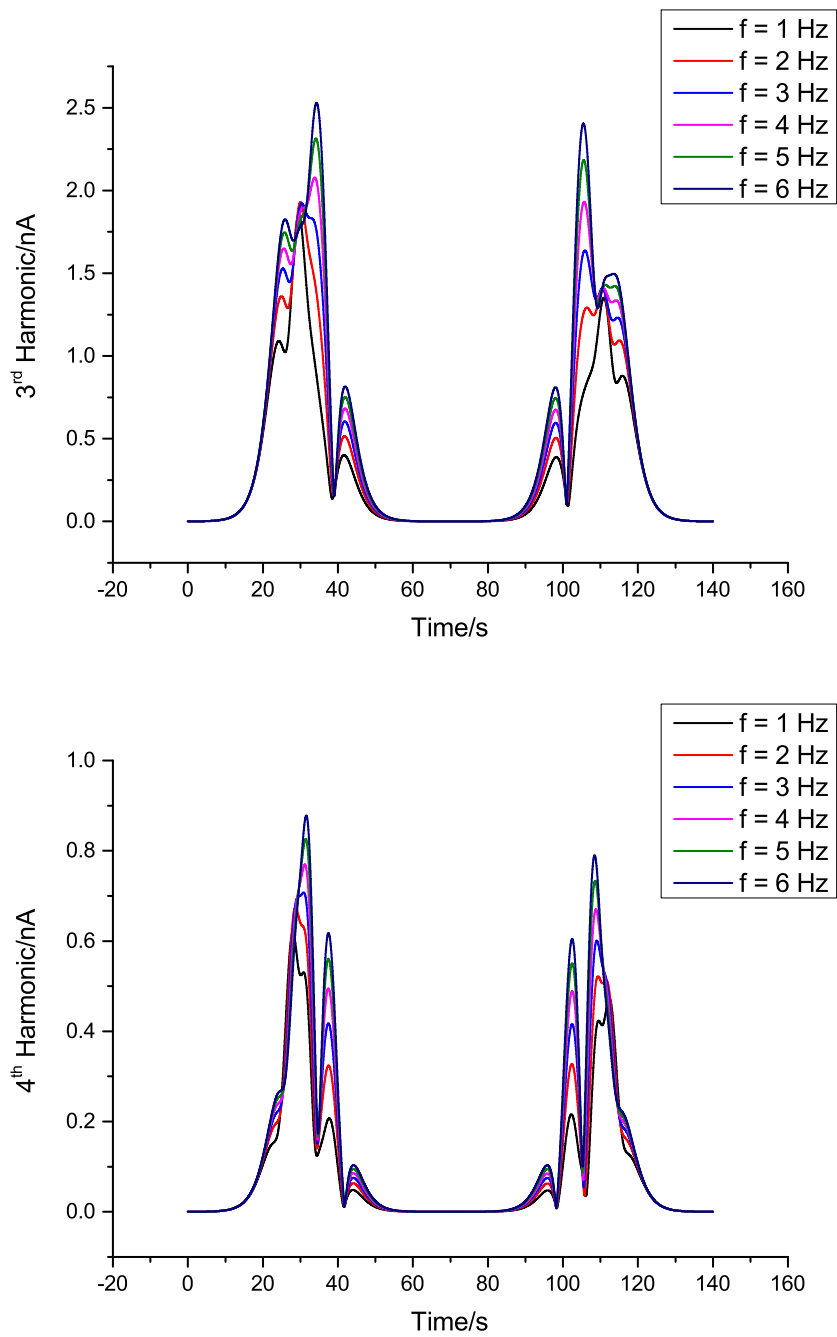 f = 1 Hz
f = 2 Hz
f = 3 Hz
f = 4 Hz
f = 5 Hz
f = 6 Hz
2.5
2.0
1.5
1.0
0.5
0.0
3rd Harmonic/nA
-20 0 20 40 60 80 100 120 140 160
Time/s
f = 1 Hz
f = 2 Hz
f = 3 Hz
f = 4 Hz
f = 5 Hz
f = 6 Hz
1.0
0.8
0.6
0.4
0.2
0.0
4th Harmonic/nA
-20 0 20 40 60 80 100 120 140 160
Time/s